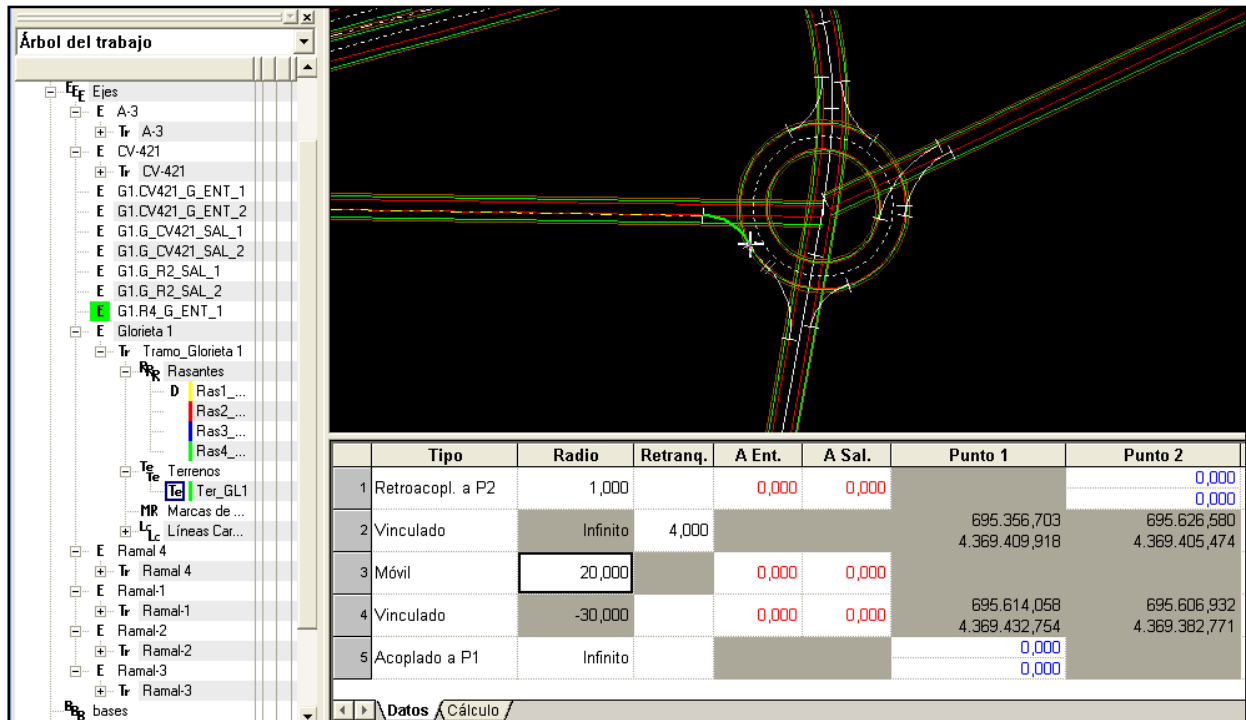 Árbol del trabajo
EEE Ejes
E A-3
Tr A-3
E CV-421
Tr CV-421
E G1.CV421_G_ENT_1
E G1.CV421_G_ENT_2
E G1.G_CV421_SAL_1
E G1.G_CV421_SAL_2
E G1.G_R2_SAL_1
E G1.G_R2_SAL_2
E G1.R4_G_ENT_1
E Glorieta 1
Tr Tramo_Glorieta 1
RRR Rasantes
D Ras1_...
Ras2_...
Ras3_...
Ras4_...
Te Te Terrenos
Te Ter_GL1
MR Marcas de ...
Lc Lc Líneas Car...
E Ramal 4
Tr Ramal 4
E Ramal-1
Tr Ramal-1
E Ramal-2
Tr Ramal-2
E Ramal-3
Tr Ramal-3
BBB bases
Tipo Radio Retranq. A Ent. A Sal. Punto 1 Punto 2
1 Retroacopl. a P2 1,000 0,000 0,000 0,000
0,000
2 Vinculado Infinito 4,000 695.356,703 695.626,580
4.369.409,918 4.369.405,474
3 Móvil 20,000 0,000 0,000
4 Vinculado -30,000 0,000 0,000 695.614,058 695.606,932
4.369.432,754 4.369.382,771
5 Acoplado a P1 Infinito 0,000
0,000
Datos Cálculo